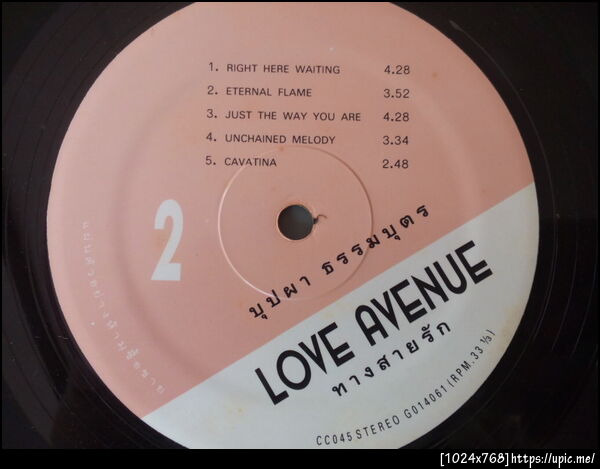 1. RIGHT HERE WAITING 4.28
2. ETERNAL FLAME 3.52
3. JUST THE WAY YOU ARE 4.28
4. UNCHAINED MELODY 3.34
5. CAVATINA 2.48
2
บุปผา ธรรมบุตร
LOVE AVENUE
ทางสายรัก
CC045 STEREO G014061 (RPM. 33 ⅓)
[1024x768]https://upic.me/